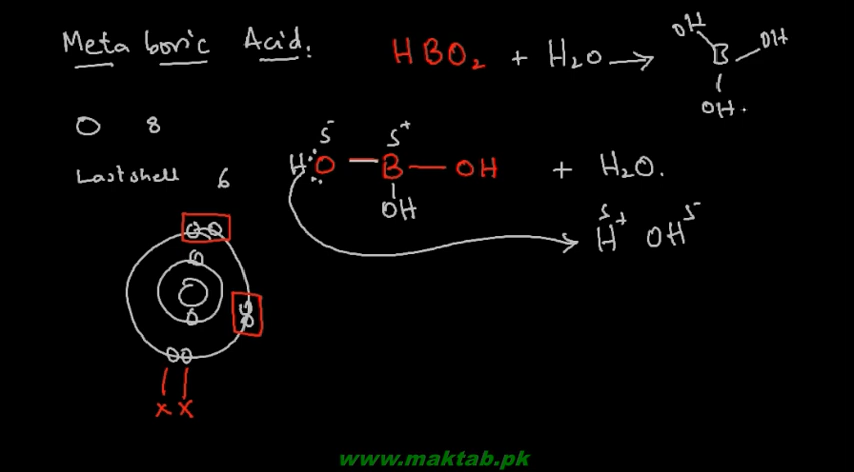 Meta boric Acid. HBO₂ + H₂O → OH B OH OH.
O 8
Last shell 6
S⁻ S⁺
H O — B — OH + H₂O.
OH
S⁺ S⁻
H OH
X X
www.maktab.pk